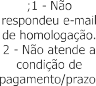 ;1 - Não
respondeu e-mail
de homologação.
2 - Não atende a
condição de
pagamento/prazo